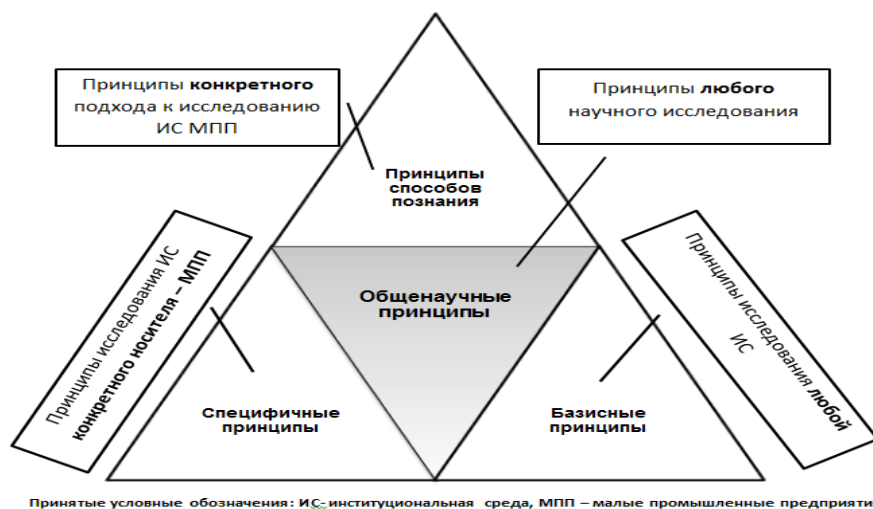 Принципы конкретного
подхода к исследованию
ИС МПП
Принципы любого
научного исследования
Принципы
способов
познания
Принципы исследования ИС
конкретного носителя – МПП
Принципы исследования любой
ИС
Общенаучные
принципы
Специфичные
принципы
Базисные
принципы
Принятые условные обозначения: ИС- институциональная среда, МПП – малые промышленные предприяти